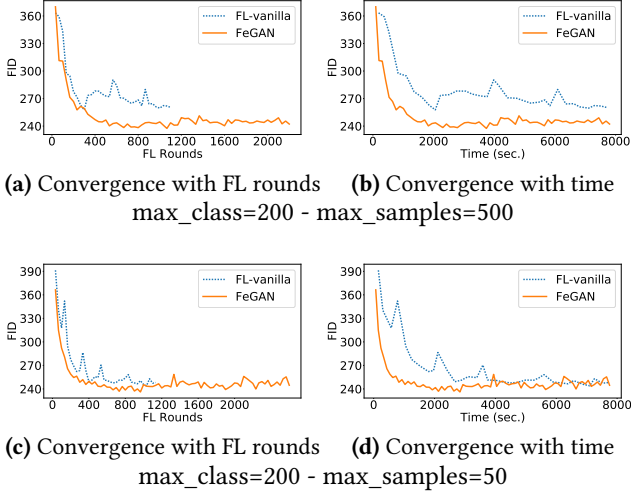 360
330
300
270
240
FID
FL-vanilla
FeGAN
0 400 800 1200 1600 2000
FL Rounds
360
330
300
270
240
FID
FL-vanilla
FeGAN
0 2000 4000 6000 8000
Time (sec.)
(a) Convergence with FL rounds (b) Convergence with time
max_class=200 - max_samples=500
390
360
330
300
270
240
FID
FL-vanilla
FeGAN
0 400 800 1200 1600 2000
FL Rounds
390
360
330
300
270
240
FID
FL-vanilla
FeGAN
0 2000 4000 6000 8000
Time (sec.)
(c) Convergence with FL rounds (d) Convergence with time
max_class=200 - max_samples=50